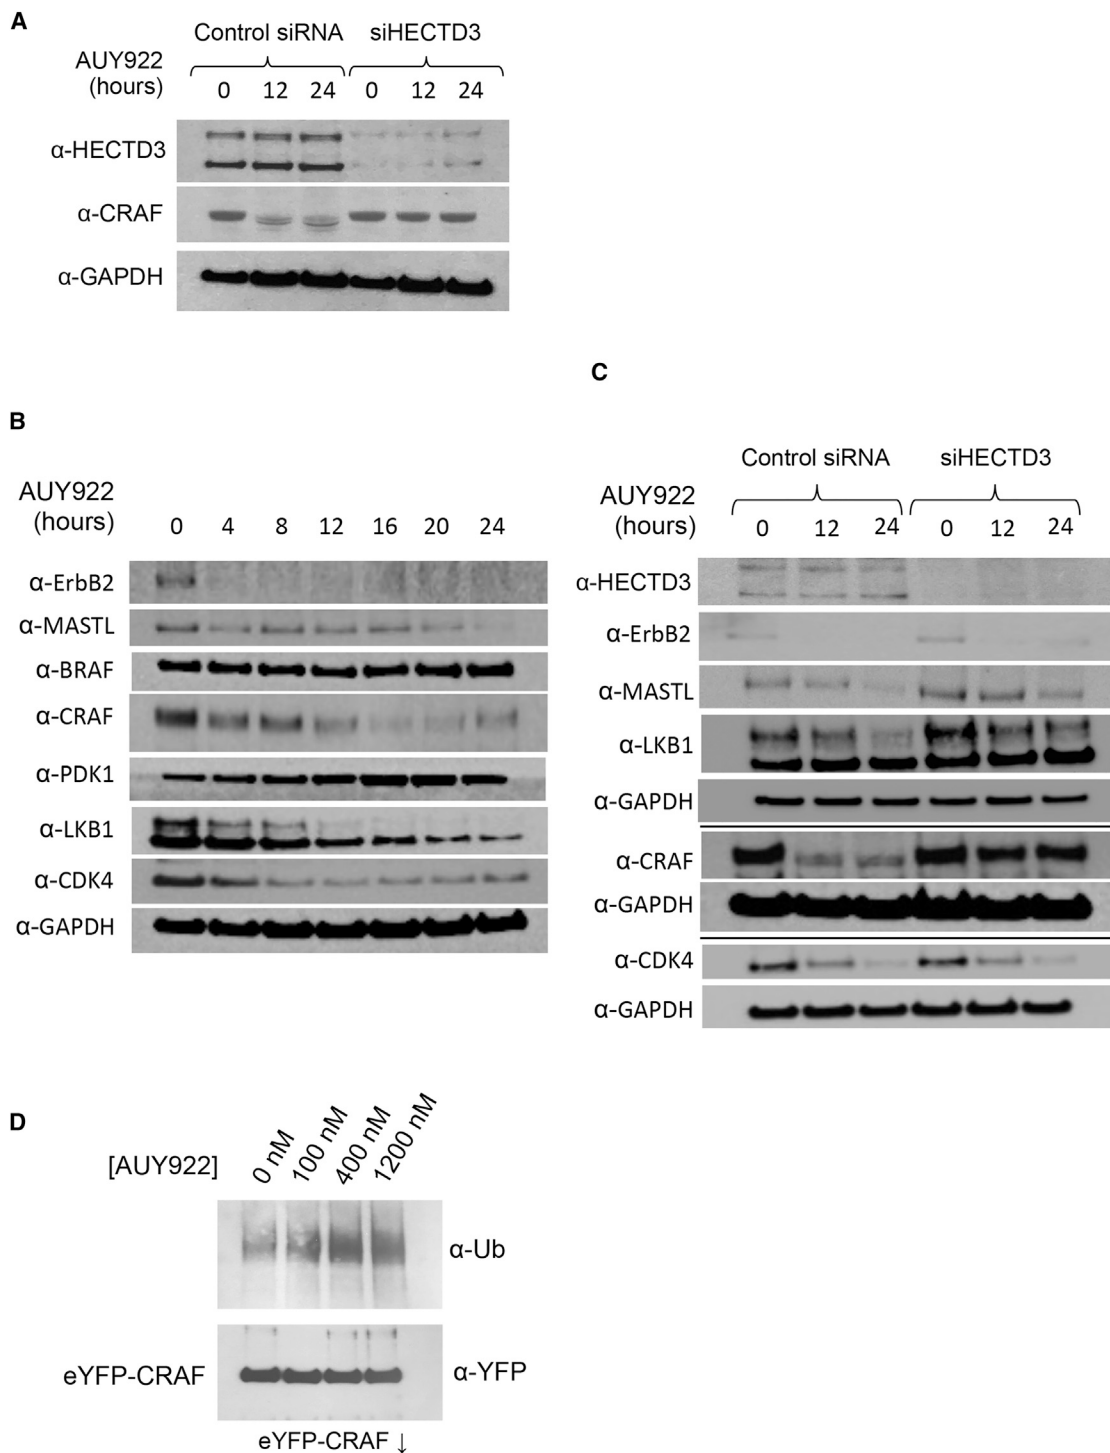 A
Control siRNA siHECTD3
AUY922
(hours)
0 12 24 0 12 24
α-HECTD3
α-CRAF
α-GAPDH
B
AUY922
(hours)
0 4 8 12 16 20 24
α-ErbB2
α-MASTL
α-BRAF
α-CRAF
α-PDK1
α-LKB1
α-CDK4
α-GAPDH
C
Control siRNA siHECTD3
AUY922
(hours)
0 12 24 0 12 24
α-HECTD3
α-ErbB2
α-MASTL
α-LKB1
α-GAPDH
α-CRAF
α-GAPDH
α-CDK4
α-GAPDH
D
[AUY922] 0 nM 100 nM 400 nM 1200 nM
α-Ub
eYFP-CRAF α-YFP
eYFP-CRAF ↓